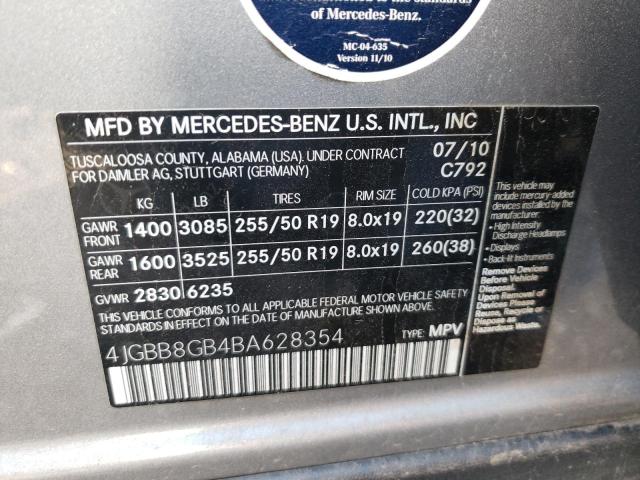 to the standards
of Mercedes-Benz.
MC-04-635
Version 11/10
MFD BY MERCEDES-BENZ U.S. INTL., INC
TUSCALOOSA COUNTY, ALABAMA (USA). UNDER CONTRACT 07/10
FOR DAIMLER AG, STUTTGART (GERMANY) C792
KG LB TIRES RIM SIZE COLD KPA (PSI)
GAWR FRONT 1400 3085 255/50 R19 8.0x19 220(32)
GAWR REAR 1600 3525 255/50 R19 8.0x19 260(38)
GVWR 2830 6235
THIS VEHICLE CONFORMS TO ALL APPLICABLE FEDERAL MOTOR VEHICLE SAFETY
STANDARDS IN EFFECT ON THE DATE OF MANUFACTURE SHOWN ABOVE.
4JGBB8GB4BA628354 TYPE: MPV
This vehicle may
include mercury-added
devices installed by the
manufacturer:
- High Intensity
Discharge Headlamps
- Displays
- Back-lit Instruments
Remove Devices
Before Vehicle
Disposal.
Upon Removal of
Devices Please
Reuse, Recycle or
Dispose as
Hazardous Waste.